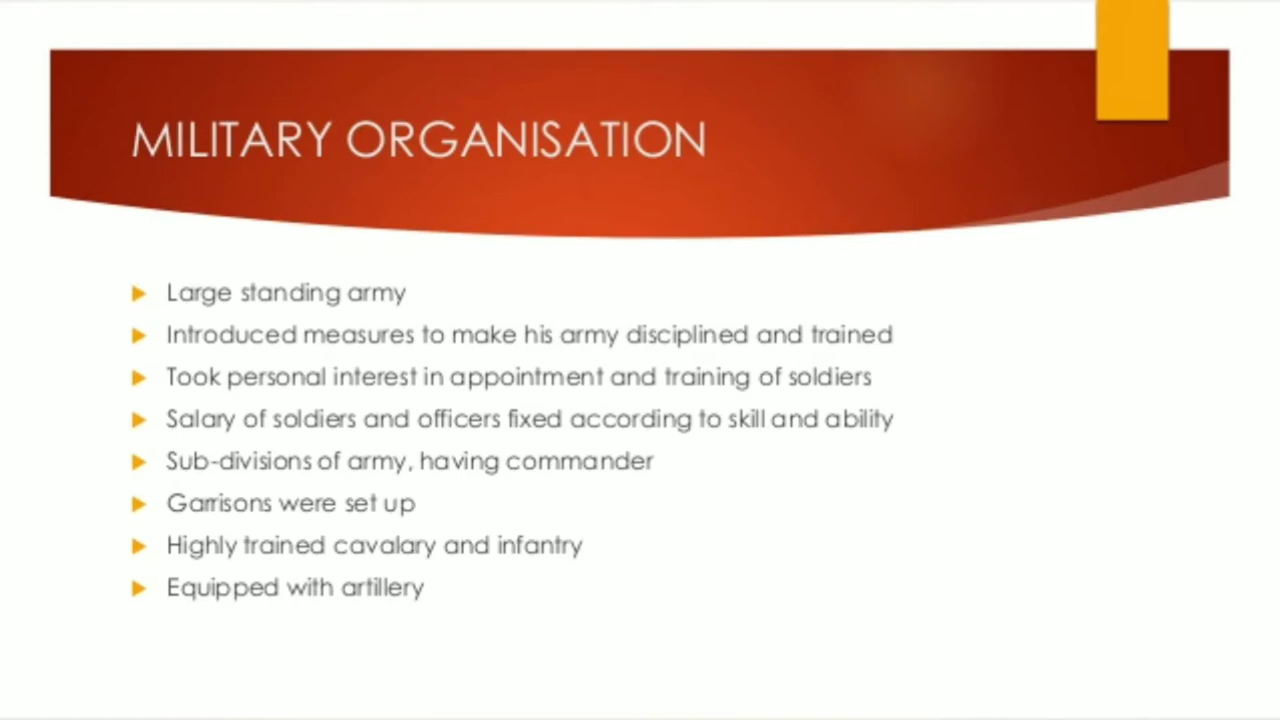 MILITARY ORGANISATION
Large standing army
Introduced measures to make his army disciplined and trained
Took personal interest in appointment and training of soldiers
Salary of soldiers and officers fixed according to skill and ability
Sub-divisions of army, having commander
Garrisons were set up
Highly trained cavalary and infantry
Equipped with artillery